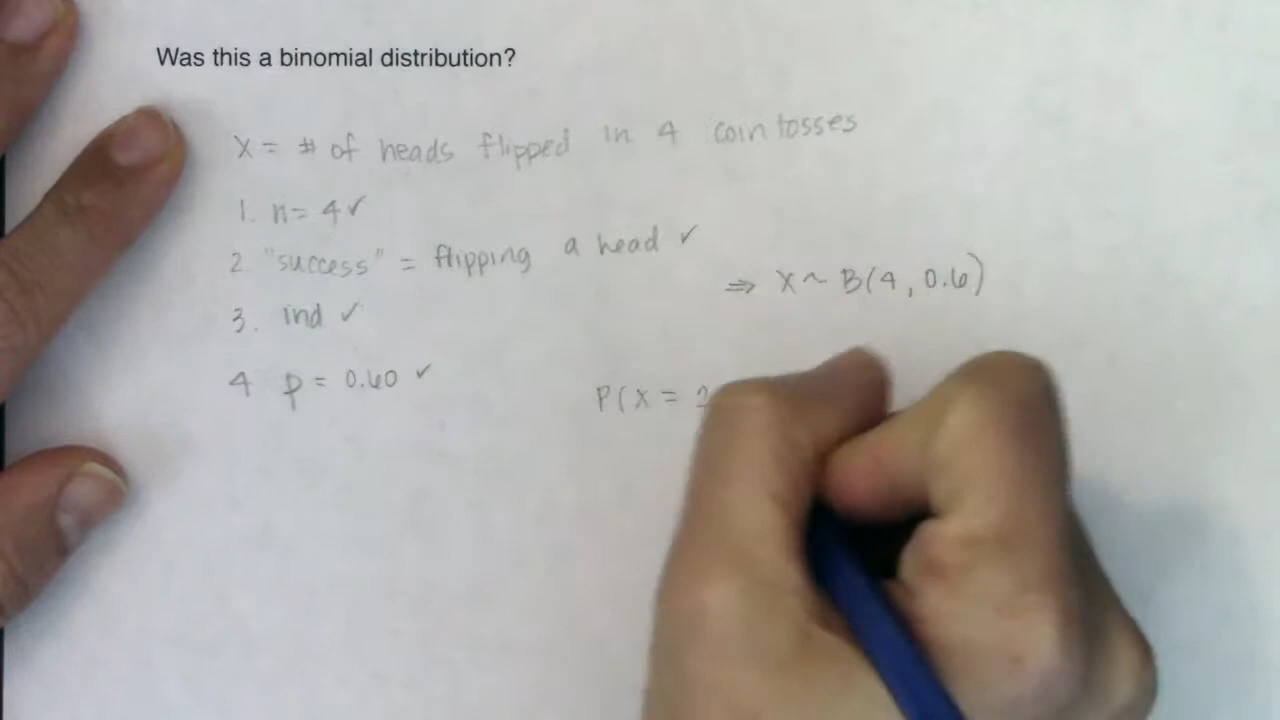 Was this a binomial distribution?
X = # of heads flipped in 4 coin tosses
1. n = 4 ✓
2. "success" = flipping a head ✓
⇒ X ~ B(4, 0.6)
3. ind ✓
4 p = 0.60 ✓
P(X =